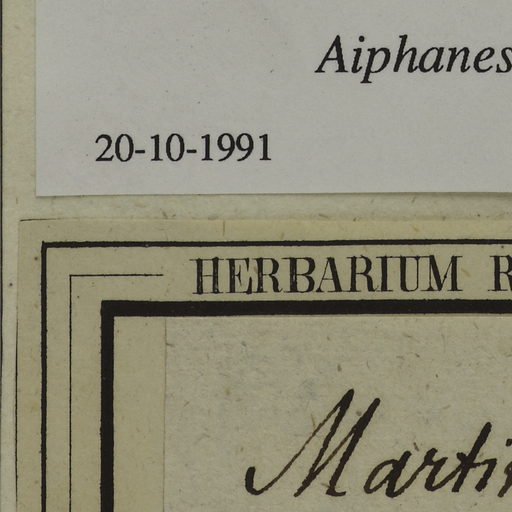 Aiphanes
20-10-1991
HERBARIUM R
Marti